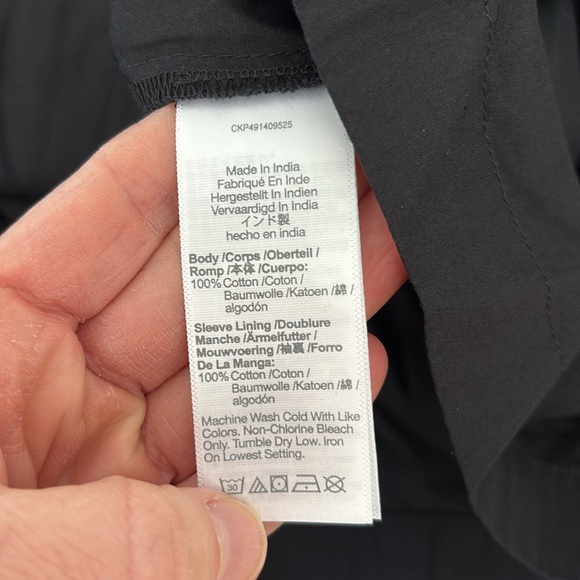 CKP491409525
Made In India
Fabriqué En Inde
Hergestellt In Indien
Vervaardigd In India
インド製
hecho en india
Body /Corps /Oberteil /
Romp /本体 /Cuerpo:
100% Cotton /Coton /
Baumwolle /Katoen /綿 /
algodón
Sleeve Lining /Doublure
Manche /Ärmelfutter /
Mouwvoering /袖裏 /Forro
De La Manga:
100% Cotton /Coton /
Baumwolle /Katoen /綿 /
algodón
Machine Wash Cold With Like
Colors. Non-Chlorine Bleach
Only. Tumble Dry Low. Iron
On Lowest Setting.
30